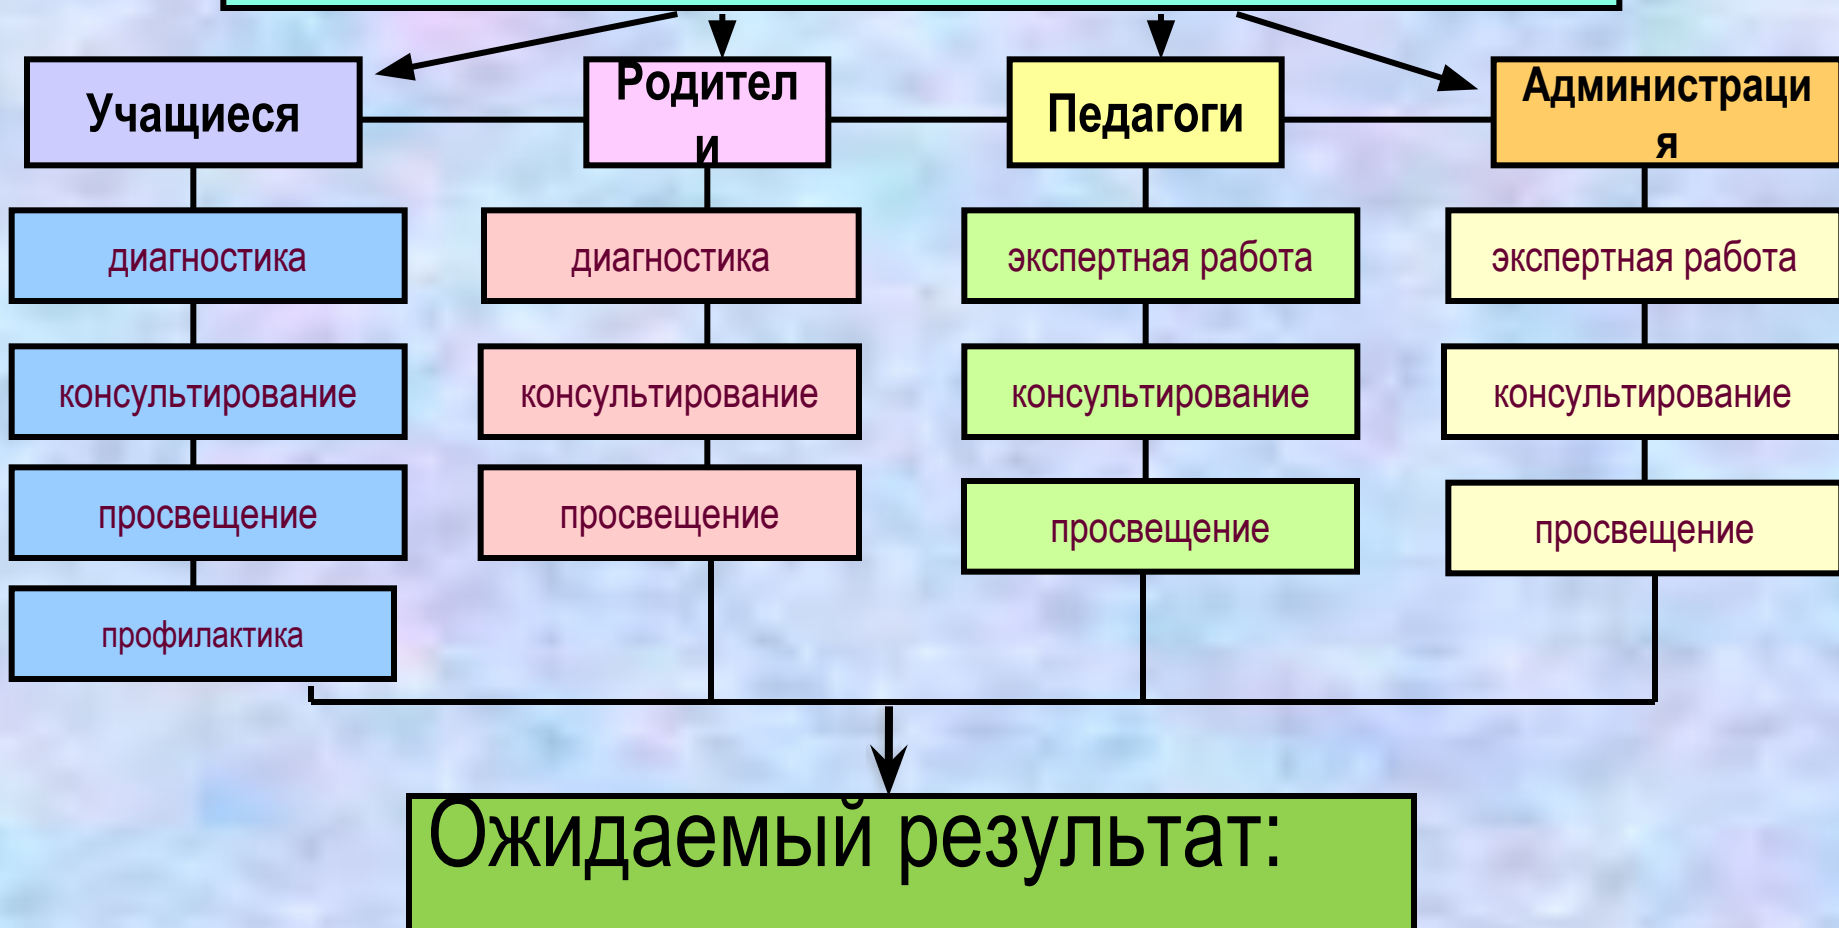 Учащиеся
Родител
и
Педагоги
Администраци
я
диагностика
диагностика
экспертная работа
экспертная работа
консультирование
консультирование
консультирование
консультирование
просвещение
просвещение
просвещение
просвещение
профилактика
Ожидаемый результат: